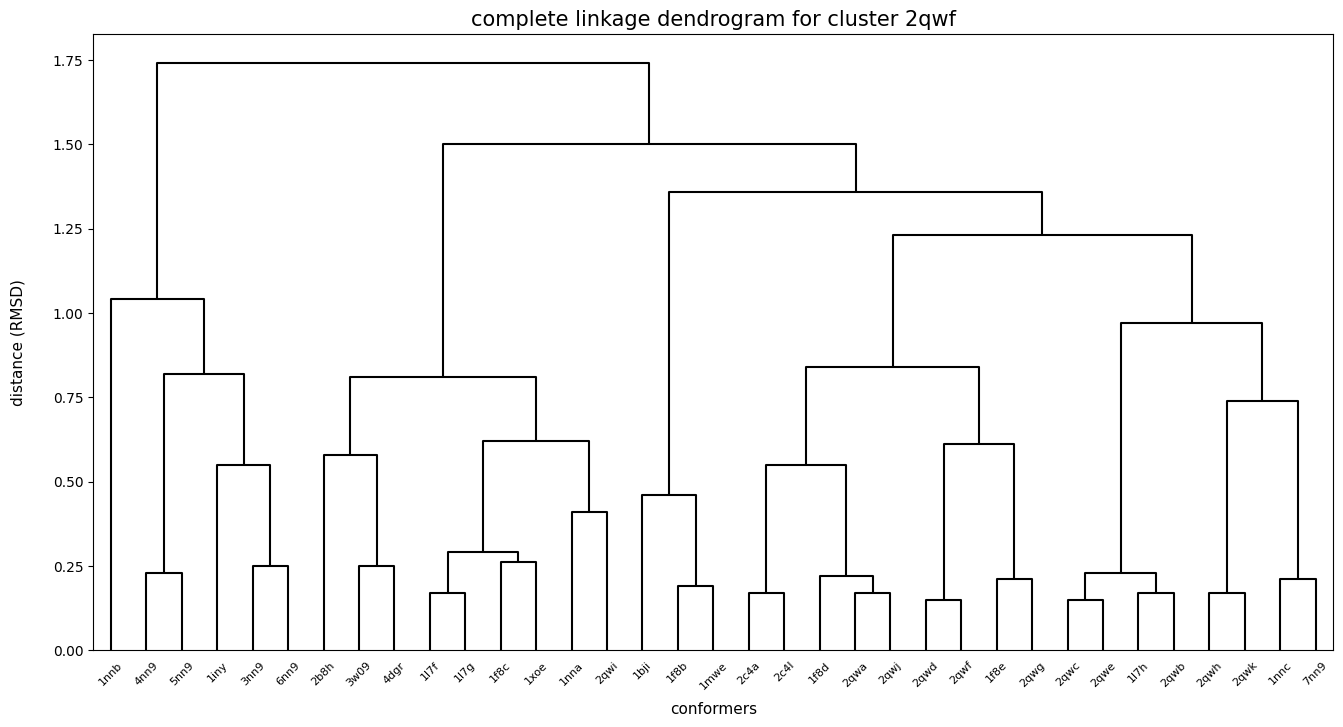 complete linkage dendrogram for cluster 2qwf
1.75
1.50
1.25
1.00
0.75
0.50
0.25
0.00
distance (RMSD)
1nnb 4nn9 5nn9 1iny 3nn9 6nn9 2b8h 3w09 4dgr 1l7f 1l7g 1f8c 1xoe 1nna 2qwi 1bji 1f8b 1mwe 2c4a 2c4l 1f8d 2qwa 2qwj 2qwd 2qwf 1f8e 2qwg 2qwc 2qwe 1l7h 2qwb 2qwh 2qwk 1nnc 7nn9
conformers